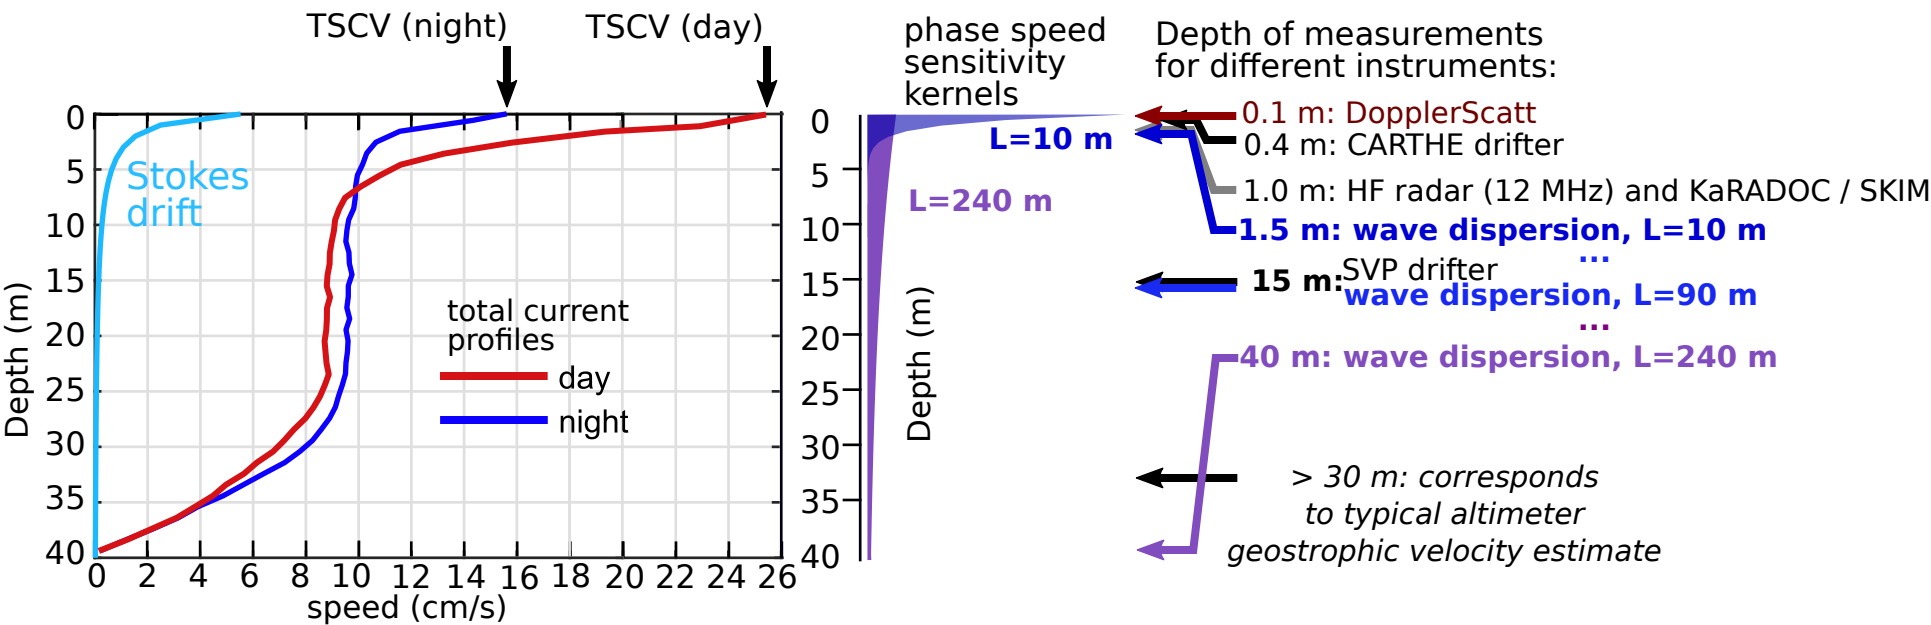 TSCV (night)
TSCV (day)
0
5
10
15
20
25
30
35
40
Depth (m)
0 2 4 6 8 10 12 14 16 18 20 22 24 26
speed (cm/s)
Stokes
drift
total current
profiles
day
night
phase speed
sensitivity
kernels
0
5
10
15
20
25
30
35
40
Depth (m)
L=10 m
L=240 m
Depth of measurements
for different instruments:
0.1 m: DopplerScatt
0.4 m: CARTHE drifter
1.0 m: HF radar (12 MHz) and KaRADOC / SKIM
1.5 m: wave dispersion, L=10 m
...
15 m: SVP drifter
wave dispersion, L=90 m
...
40 m: wave dispersion, L=240 m
> 30 m: corresponds
to typical altimeter
geostrophic velocity estimate